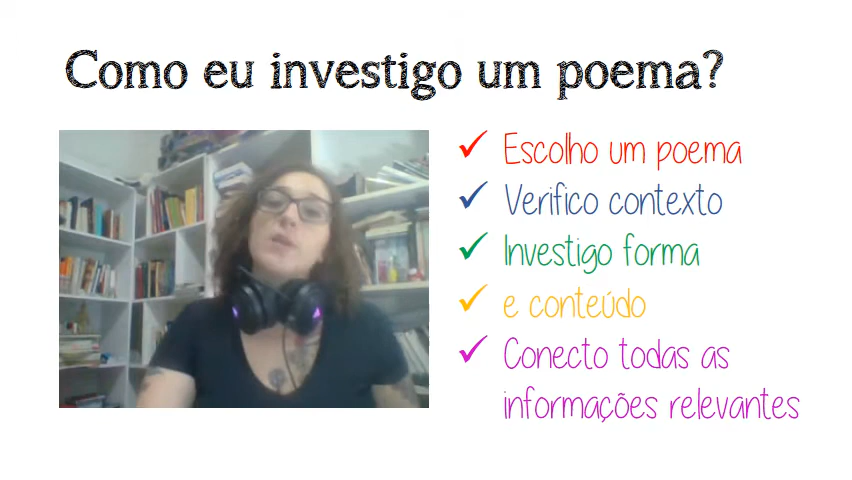 Como eu investigo um poema?
Escolho um poema
Verifico contexto
Investigo forma
e conteúdo
Conecto todas as
informações relevantes